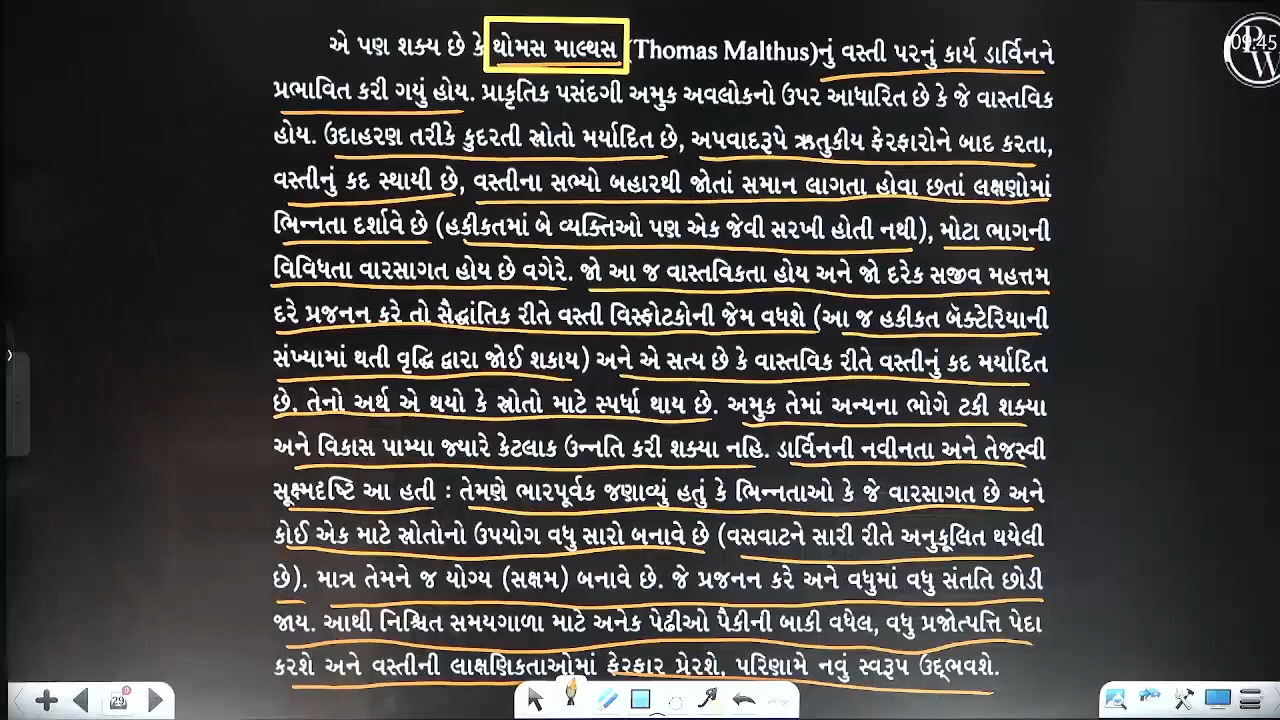 એ પણ શક્ય છે કે થોમસ માલ્થસ (Thomas Malthus)નું વસ્તી પરનું કાર્ય ડાર્વિનને
પ્રભાવિત કરી ગયું હોય. પ્રાકૃતિક પસંદગી અમુક અવલોકનો ઉપર આધારિત છે કે જે વાસ્તવિક
હોય. ઉદાહરણ તરીકે કુદરતી સ્રોતો મર્યાદિત છે, અપવાદરૂપે ઋતુકીય ફેરફારોને બાદ કરતા,
વસ્તીનું કદ સ્થાયી છે, વસ્તીના સભ્યો બહારથી જોતાં સમાન લાગતા હોવા છતાં લક્ષણોમાં
ભિન્નતા દર્શાવે છે (હકીકતમાં બે વ્યક્તિઓ પણ એક જેવી સરખી હોતી નથી), મોટા ભાગની
વિવિધતા વારસાગત હોય છે વગેરે. જો આ જ વાસ્તવિકતા હોય અને જો દરેક સજીવ મહત્તમ
દરે પ્રજનન કરે તો સૈદ્ધાંતિક રીતે વસ્તી વિસ્ફોટકોની જેમ વધશે (આ જ હકીકત બૅક્ટેરિયાની
સંખ્યામાં થતી વૃદ્ધિ દ્વારા જોઈ શકાય) અને એ સત્ય છે કે વાસ્તવિક રીતે વસ્તીનું કદ મર્યાદિત
છે. તેનો અર્થ એ થયો કે સ્રોતો માટે સ્પર્ધા થાય છે. અમુક તેમાં અન્યના ભોગે ટકી શક્યા
અને વિકાસ પામ્યા જ્યારે કેટલાક ઉન્નતિ કરી શક્યા નહિ. ડાર્વિનની નવીનતા અને તેજસ્વી
સૂક્ષ્મદષ્ટિ આ હતી : તેમણે ભારપૂર્વક જણાવ્યું હતું કે ભિન્નતાઓ કે જે વારસાગત છે અને
કોઈ એક માટે સ્રોતોનો ઉપયોગ વધુ સારો બનાવે છે (વસવાટને સારી રીતે અનુકૂલિત થયેલી
છે). માત્ર તેમને જ યોગ્ય (સક્ષમ) બનાવે છે. જે પ્રજનન કરે અને વધુમાં વધુ સંતતિ છોડી
જાય. આથી નિશ્ચિત સમયગાળા માટે અનેક પેઢીઓ પૈકીની બાકી વધેલ, વધુ પ્રજોત્પત્તિ પેદા
કરશે અને વસ્તીની લાક્ષણિકતાઓમાં ફેરફાર પ્રેરશે, પરિણામે નવું સ્વરૂપ ઉદ્ભવશે.
09:45
29